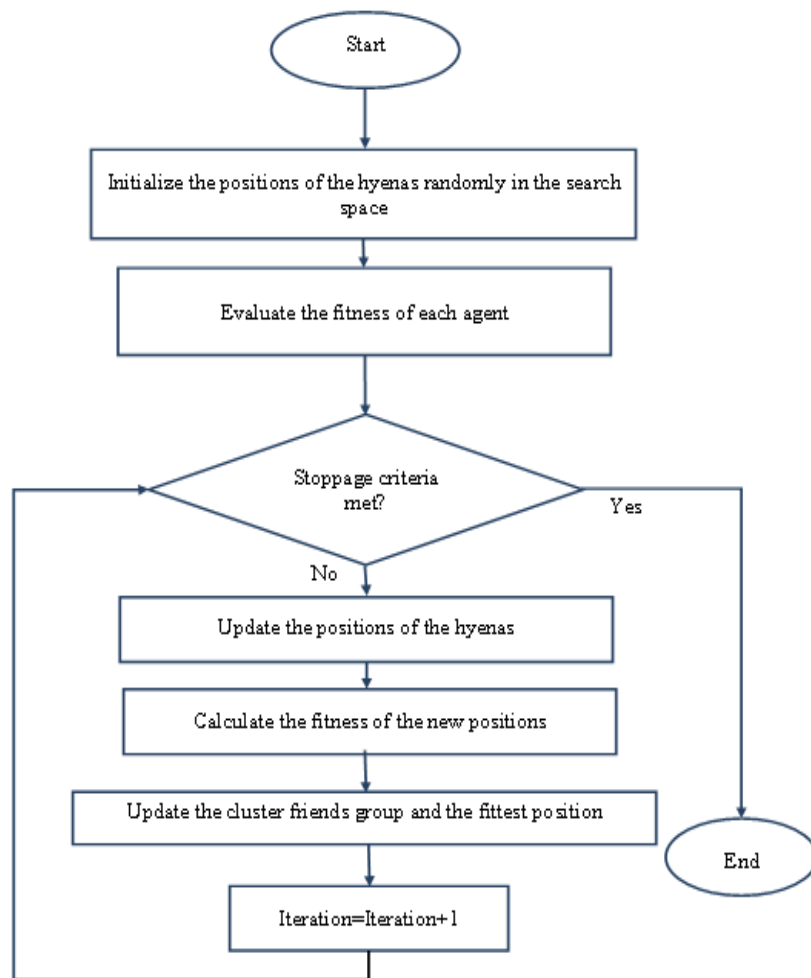 Start
Initialize the positions of the hyenas randomly in the search
space
Evaluate the fitness of each agent
Stoppage criteria
met?
Yes
No
Update the positions of the hyenas
Calculate the fitness of the new positions
Update the cluster friends group and the fittest position
End
Iteration=Iteration+1